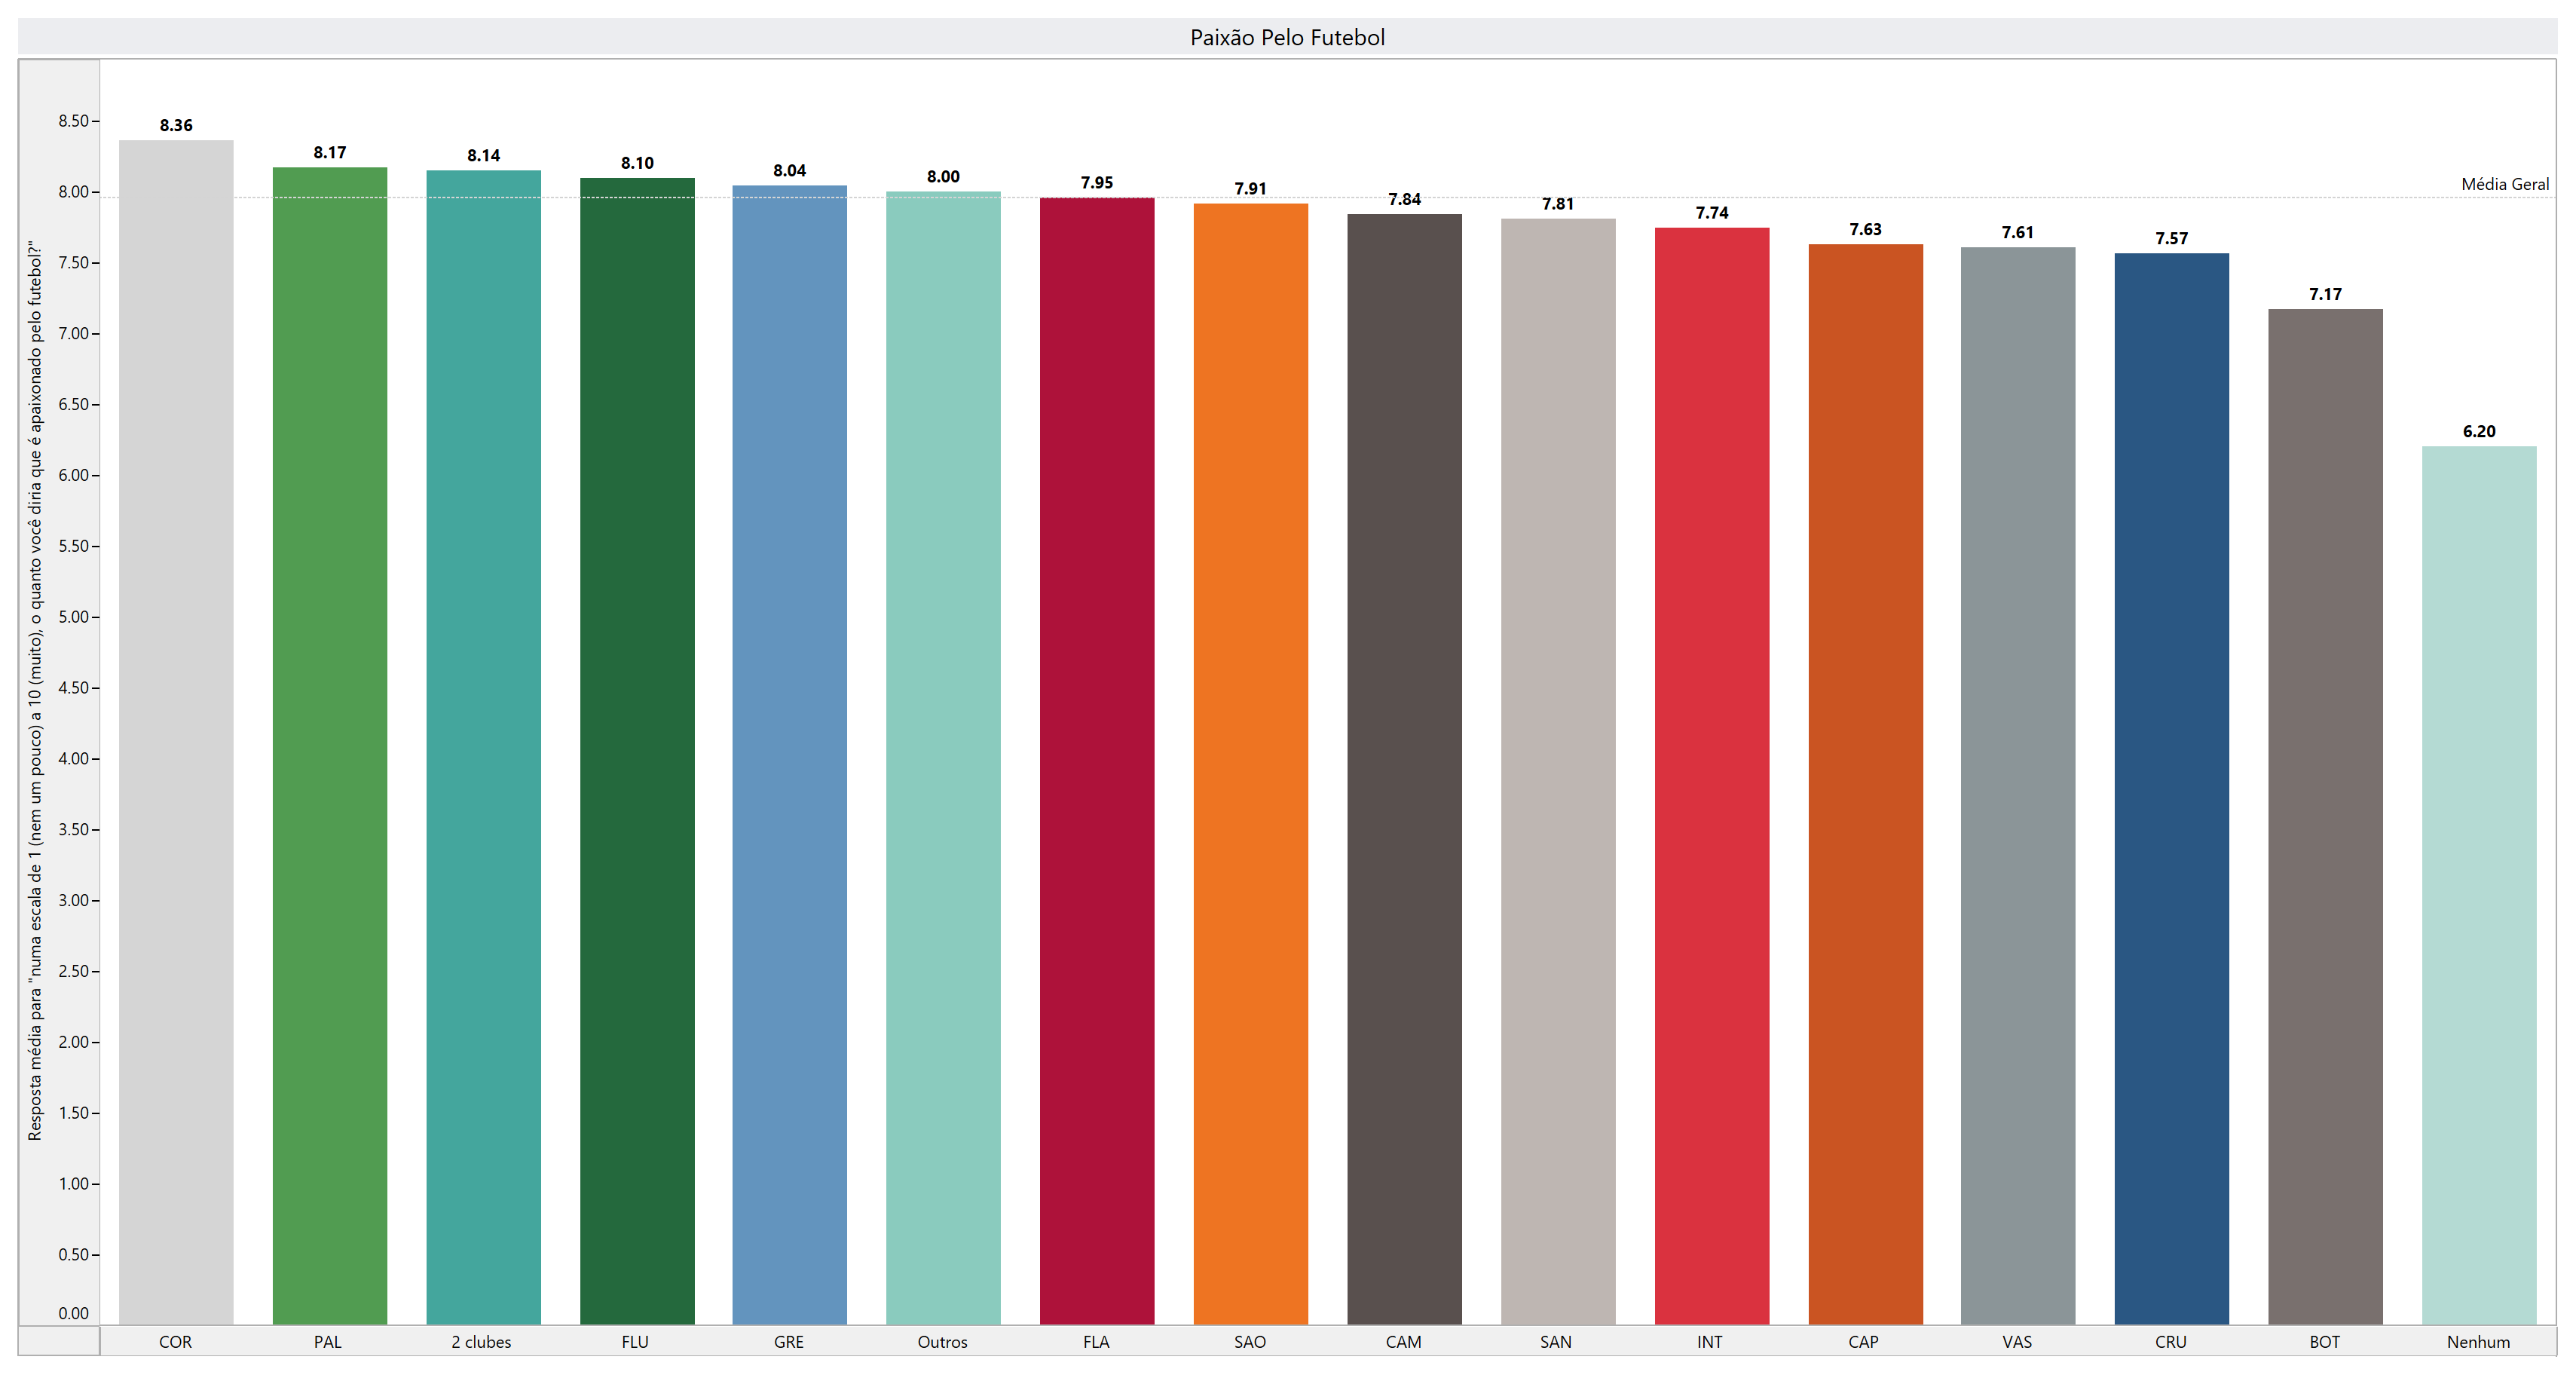 Paixão Pelo Futebol
Resposta média para "numa escala de 1 (nem um pouco) a 10 (muito), o quanto você diria que é apaixonado pelo futebol?"
8.50
8.00
7.50
7.00
6.50
6.00
5.50
5.00
4.50
4.00
3.50
3.00
2.50
2.00
1.50
1.00
0.50
0.00
8.36
8.17
8.14
8.10
8.04
8.00
7.95
7.91
7.84
7.81
7.74
7.63
7.61
7.57
7.17
6.20
Média Geral
COR
PAL
2 clubes
FLU
GRE
Outros
FLA
SAO
CAM
SAN
INT
CAP
VAS
CRU
BOT
Nenhum